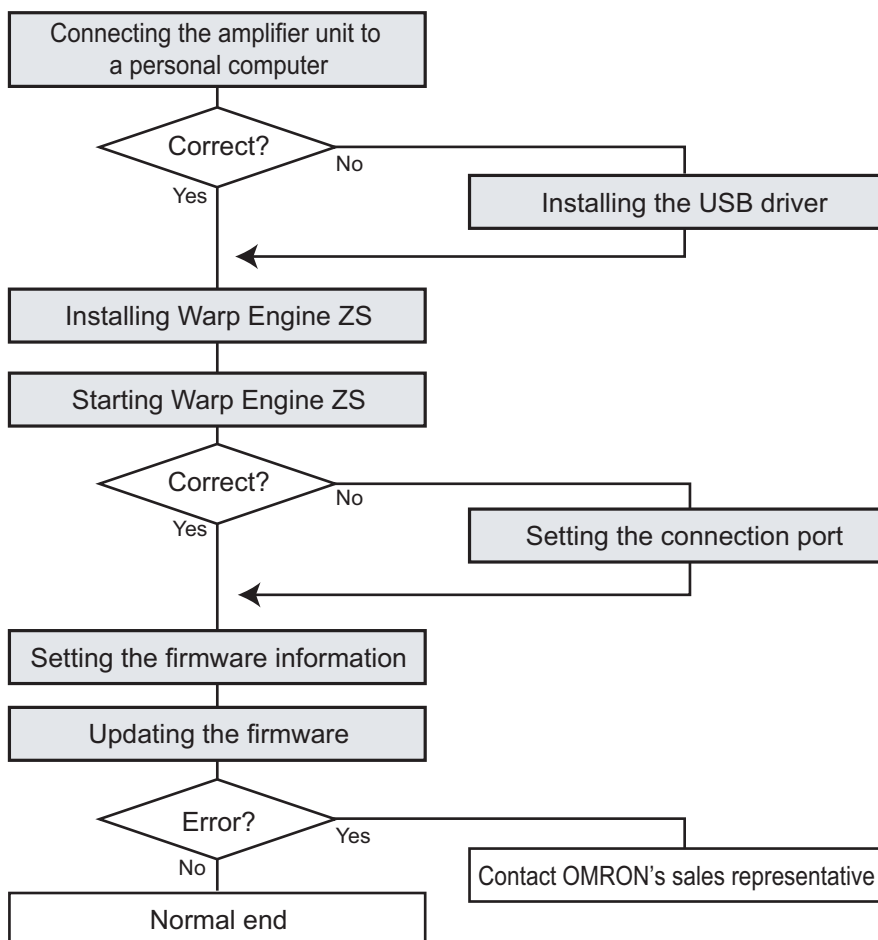 Connecting the amplifier unit to
a personal computer
Correct?
No
Yes
Installing the USB driver
Installing Warp Engine ZS
Starting Warp Engine ZS
Correct?
No
Yes
Setting the connection port
Setting the firmware information
Updating the firmware
Error?
Yes
No
Contact OMRON's sales representative
Normal end